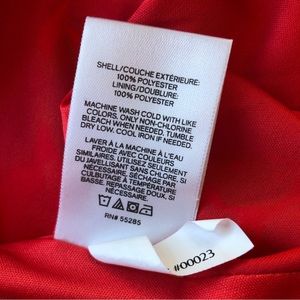 SHELL/COUCHE EXTÉRIEURE:
100% POLYESTER
LINING/DOUBLURE:
100% POLYESTER
MACHINE WASH COLD WITH LIKE
COLORS. ONLY NON-CHLORINE
BLEACH WHEN NEEDED. TUMBLE
DRY LOW. COOL IRON IF NEEDED.
LAVER À LA MACHINE À L'EAU
FROIDE AVEC COULEURS
SIMILAIRES. UTILISEZ SEULEMENT
DU JAVELLISANT SANS CHLORE SI
NÉCESSAIRE. SÉCHAGE PAR
CULBUTAGE À TEMPÉRATURE
BASSE. REPASSAGE DOUX, SI
NÉCESSAIRE.
RN# 55285
#00023